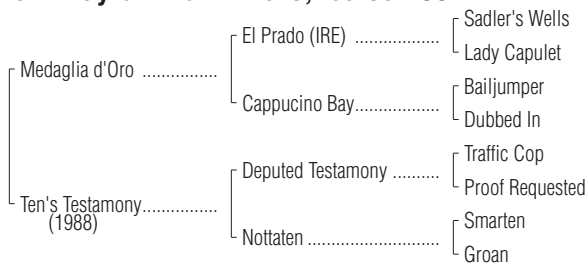 El Prado (IRE) ...................
Sadler's Wells
Lady Capulet
Medaglia d'Oro ................
Cappucino Bay...................
Bailjumper
Dubbed In
Deputed Testamony ..........
Traffic Cop
Proof Requested
Ten's Testamony................
(1988)
Nottaten .............................
Smarten
Groan